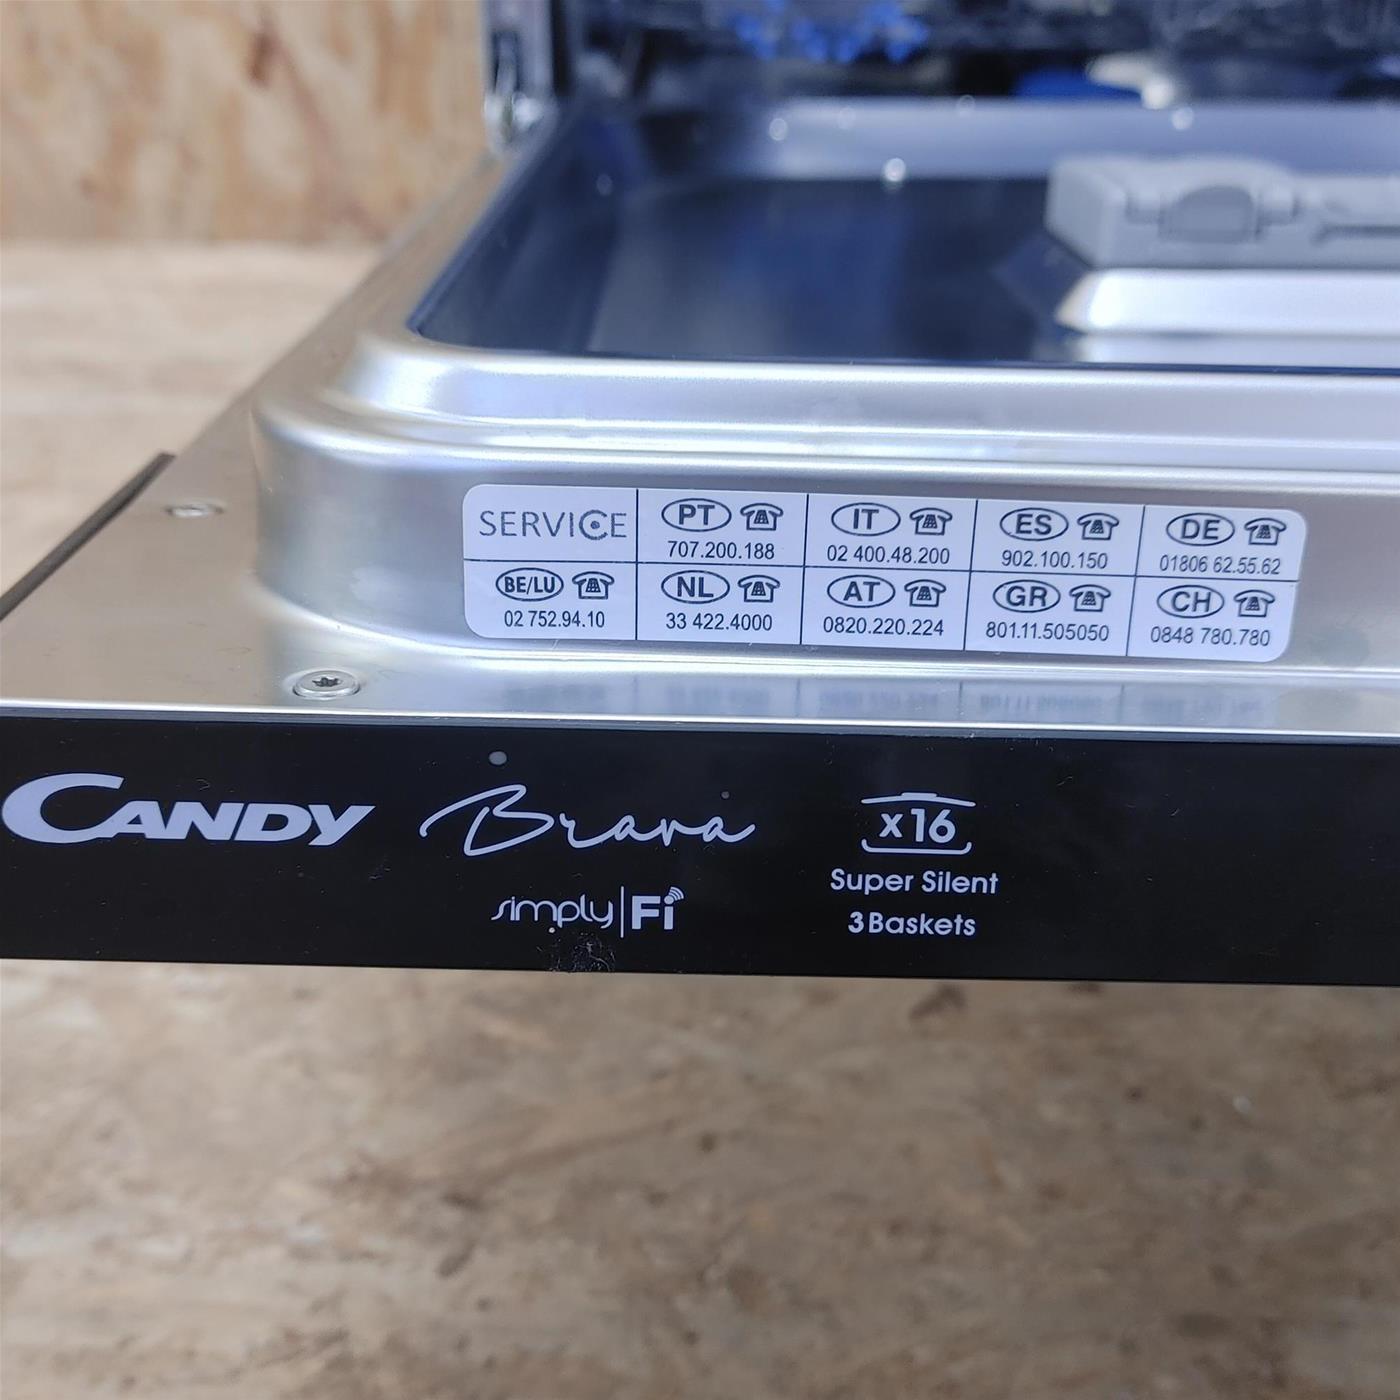 SERVICE
PT
707.200.188
IT
02 400.48.200
ES
902.100.150
DE
01806 62.55.62
BE/LU
02 752.94.10
NL
33 422.4000
AT
0820.220.224
GR
801.11.505050
CH
0848 780.780
CANDY Brava x16
simply|Fi Super Silent
3Baskets